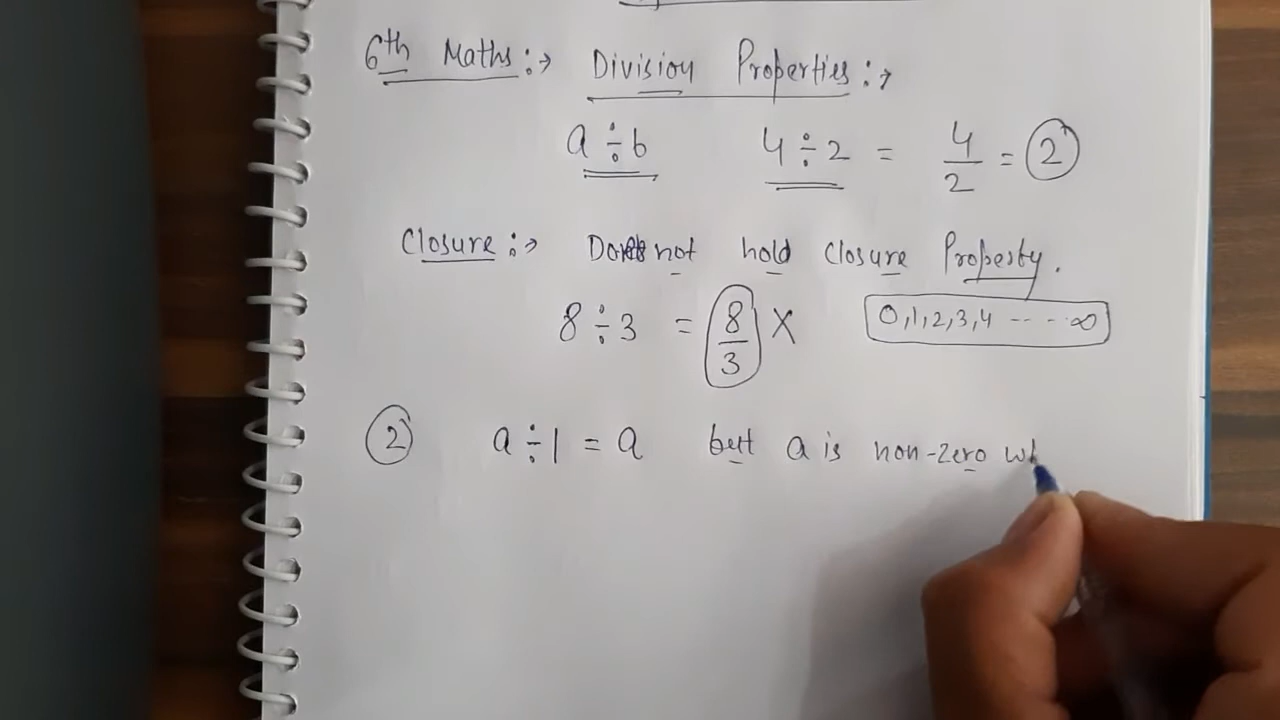 6th Maths :→ Division Properties :→
a ÷ b 4 ÷ 2 = 4/2 = 2
Closure :→ Does not hold closure Property.
8 ÷ 3 = 8/3 X 0,1,2,3,4 ---- ∞
2 a ÷ 1 = a but a is non-zero wh